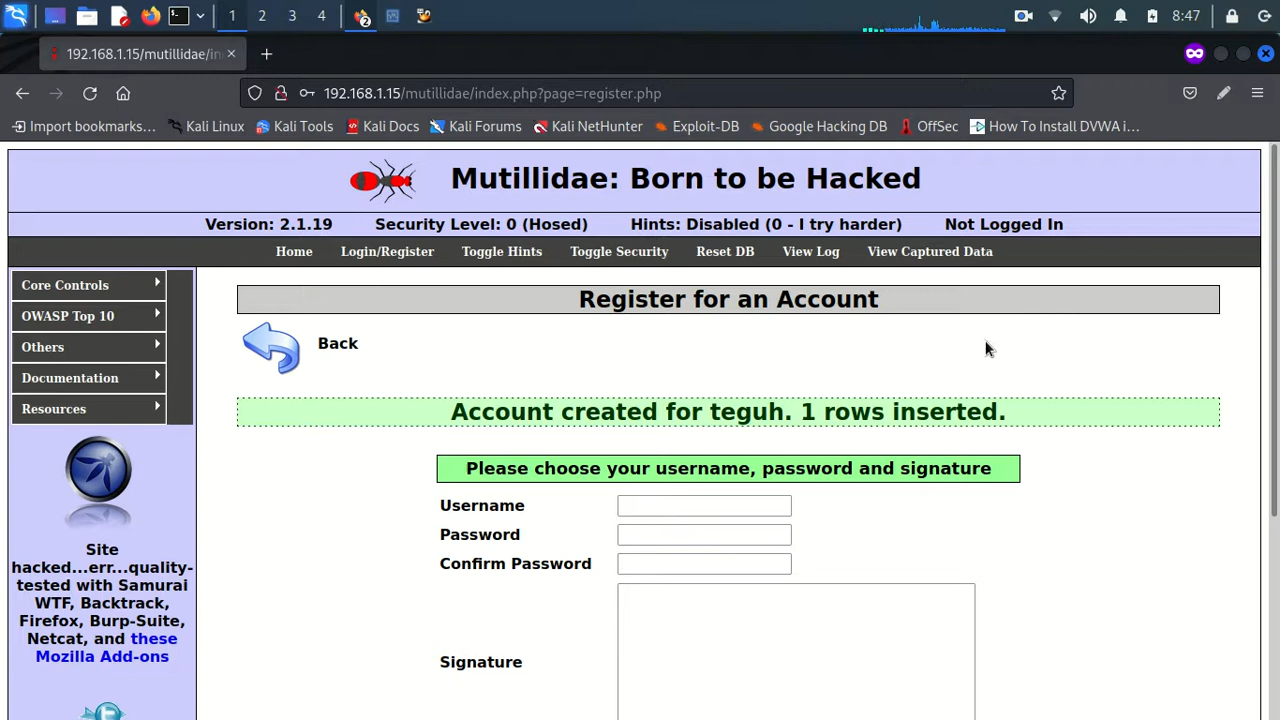 1 2 3 4 2 8:47
192.168.1.15/mutillidae/in
192.168.1.15/mutillidae/index.php?page=register.php
Import bookmarks... Kali Linux Kali Tools Kali Docs Kali Forums Kali NetHunter Exploit-DB Google Hacking DB OffSec How To Install DVWA i...
Mutillidae: Born to be Hacked
Version: 2.1.19 Security Level: 0 (Hosed) Hints: Disabled (0 - I try harder) Not Logged In
Home Login/Register Toggle Hints Toggle Security Reset DB View Log View Captured Data
Core Controls
OWASP Top 10
Others
Documentation
Resources
Site
hacked...err...quality-
tested with Samurai
WTF, Backtrack,
Firefox, Burp-Suite,
Netcat, and these
Mozilla Add-ons
Register for an Account
Back
Account created for teguh. 1 rows inserted.
Please choose your username, password and signature
Username
Password
Confirm Password
Signature